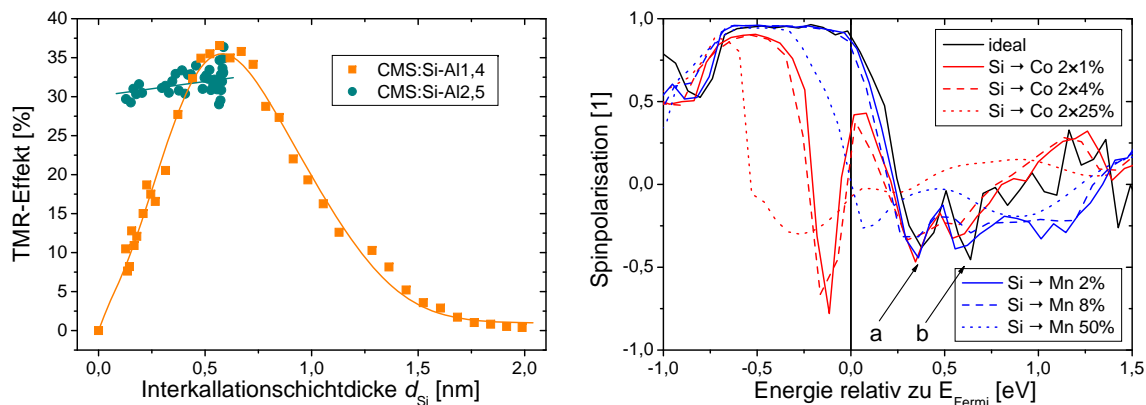 TMR-Effekt [%]
40
35
30
25
20
15
10
5
0
CMS:Si-Al1,4
CMS:Si-Al2,5
0,0
0,5
1,0
1,5
2,0
Interkallationschichtdicke d_Si [nm]
Spinpolarisation [1]
1,0
0,5
0,0
-0,5
1,0
ideal
Si → Co 2×1%
Si → Co 2×4%
Si → Co 2×25%
Si → Mn 2%
Si → Mn 8%
Si → Mn 50%
a
b
-1,0
-0,5
0,0
0,5
1,0
1,5
Energie relativ zu E_Fermi [eV]